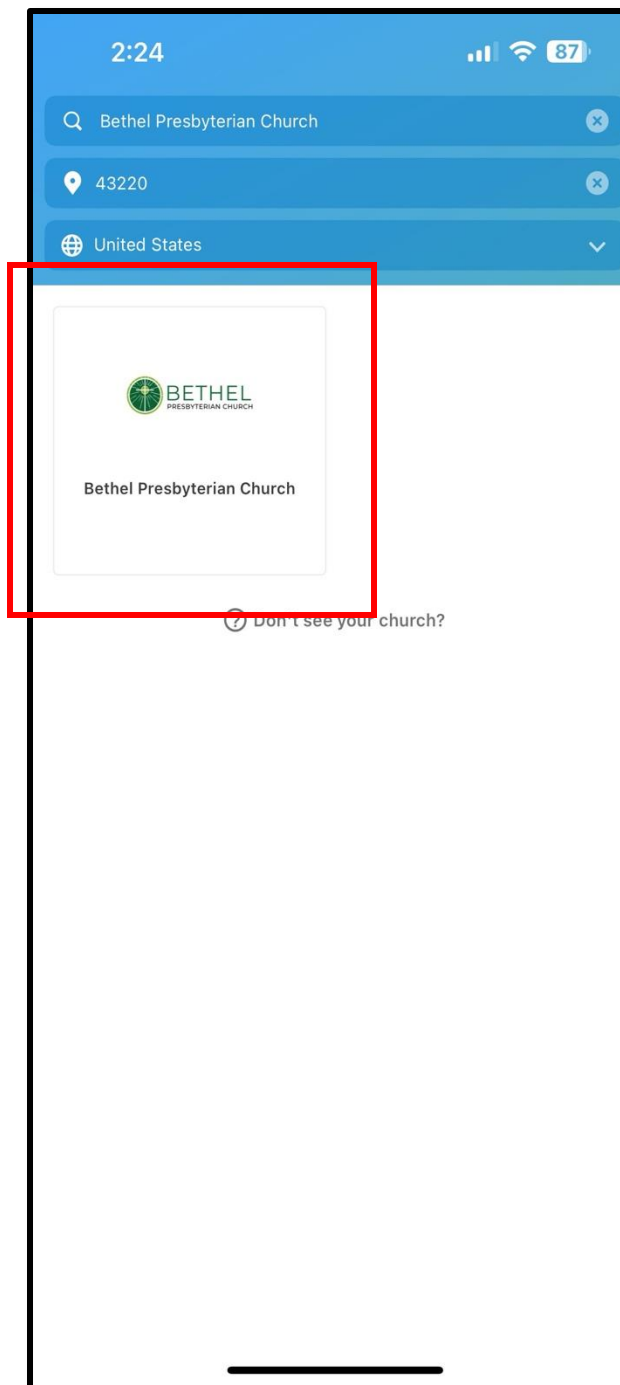 2:24
87
Bethel Presbyterian Church
43220
United States
BETHEL
PRESBYTERIAN CHURCH
Bethel Presbyterian Church
Don't see your church?